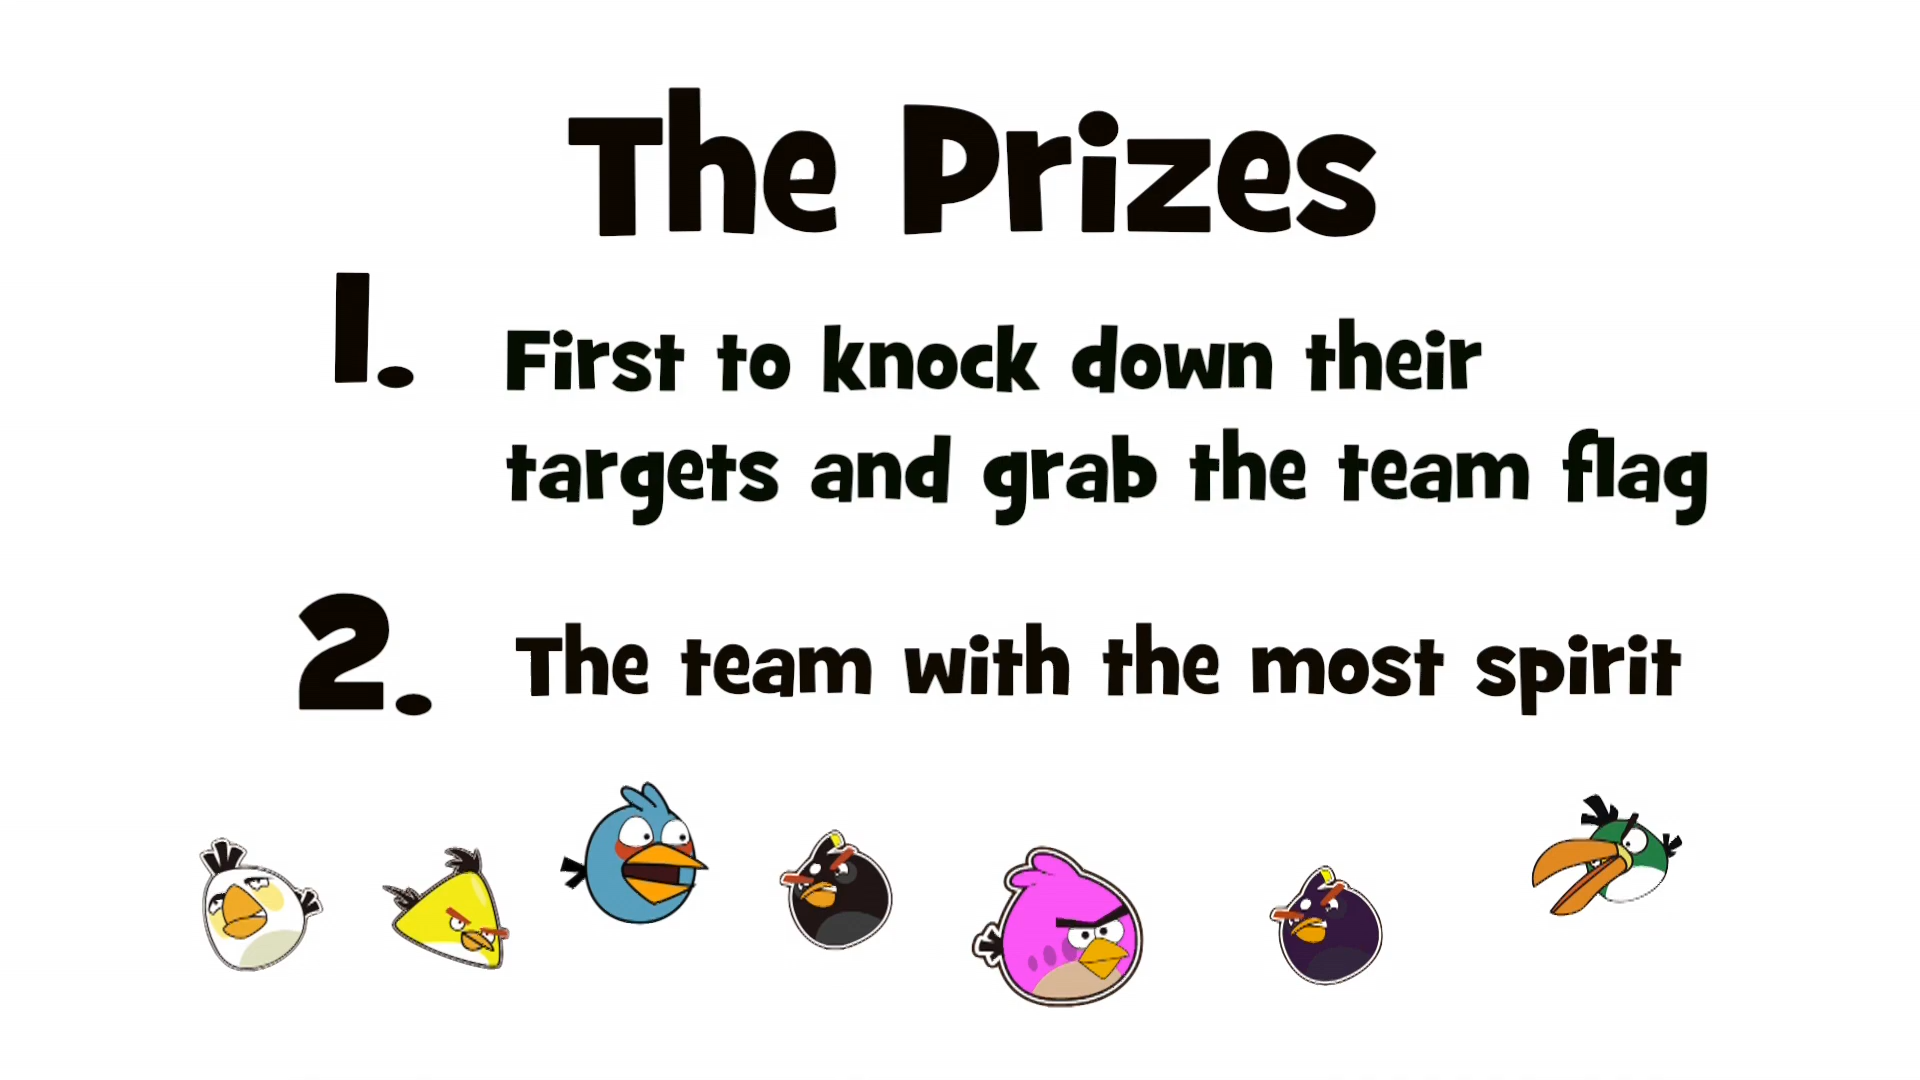 The Prizes
1. First to knock down their
targets and grab the team flag
2. The team with the most spirit